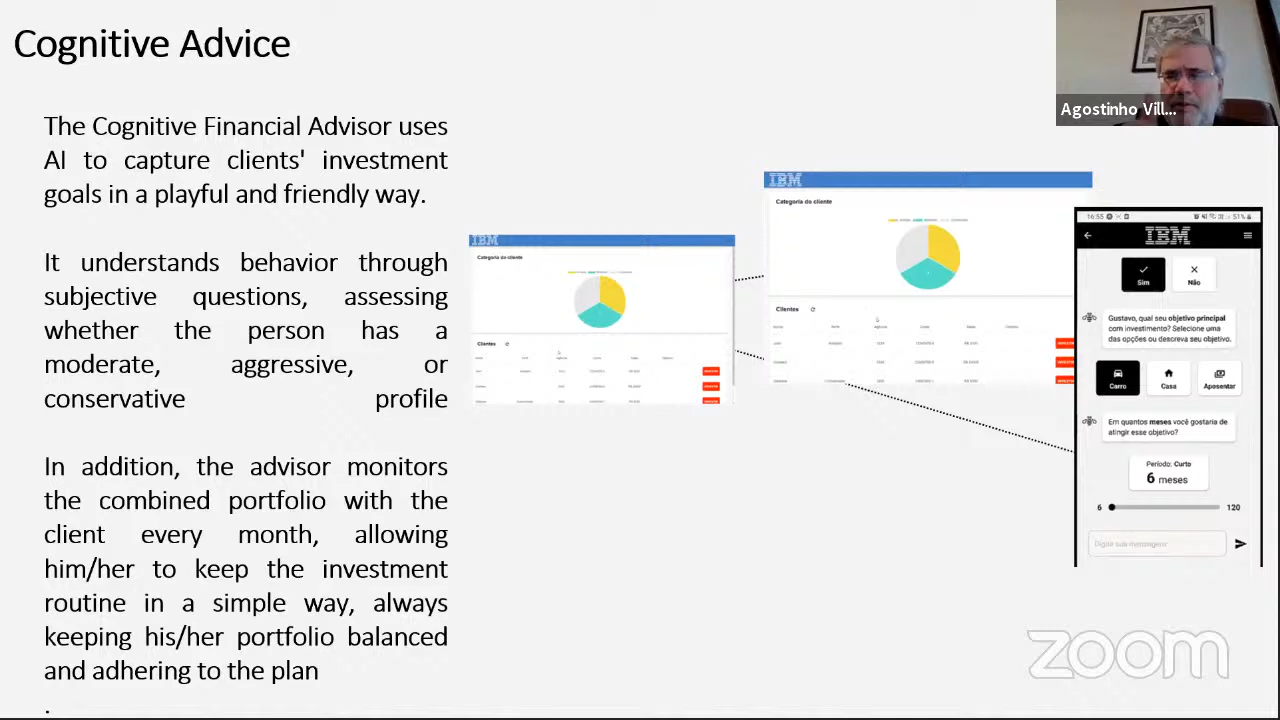 Cognitive Advice
The Cognitive Financial Advisor uses
AI to capture clients' investment
goals in a playful and friendly way.
It understands behavior through
subjective questions, assessing
whether the person has a
moderate, aggressive, or
conservative profile
In addition, the advisor monitors
the combined portfolio with the
client every month, allowing
him/her to keep the investment
routine in a simple way, always
keeping his/her portfolio balanced
and adhering to the plan
.
IBM
Categoria do cliente
Clientes
IBM
Categoria do cliente
Clientes
16:55
51%
IBM
Sim
Não
Gustavo, qual seu objetivo principal
com investimento? Selecione uma
das opções ou descreva seu objetivo.
Carro
Casa
Aposentar
Em quantos meses você gostaria de
atingir esse objetivo?
Período: Curto
6 meses
6
120
Digite sua mensagem
Agostinho Vill...
zoom